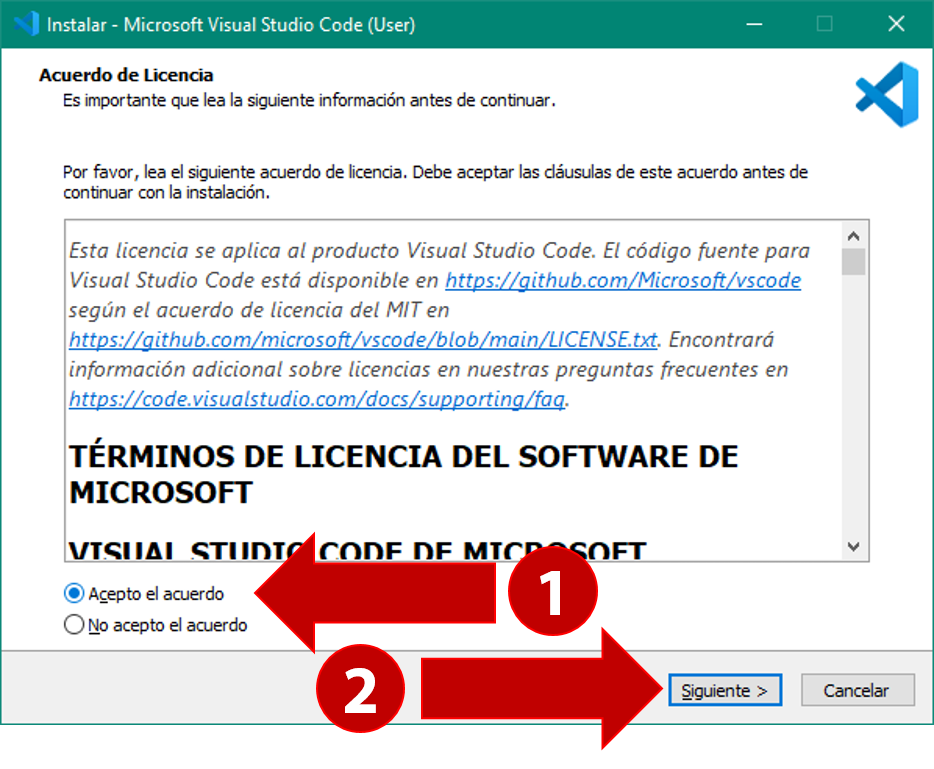 Instalar - Microsoft Visual Studio Code (User)
Acuerdo de Licencia
Es importante que lea la siguiente información antes de continuar.
Por favor, lea el siguiente acuerdo de licencia. Debe aceptar las cláusulas de este acuerdo antes de
continuar con la instalación.
Esta licencia se aplica al producto Visual Studio Code. El código fuente para
Visual Studio Code está disponible en https://github.com/Microsoft/vscode
según el acuerdo de licencia del MIT en
https://github.com/microsoft/vscode/blob/main/LICENSE.txt. Encontrará
información adicional sobre licencias en nuestras preguntas frecuentes en
https://code.visualstudio.com/docs/supporting/faq.
TÉRMINOS DE LICENCIA DEL SOFTWARE DE
MICROSOFT
VISUAL STUDIO CODE DE MICROSOFT
Acepto el acuerdo
1
No acepto el acuerdo
2
Siguiente >
Cancelar